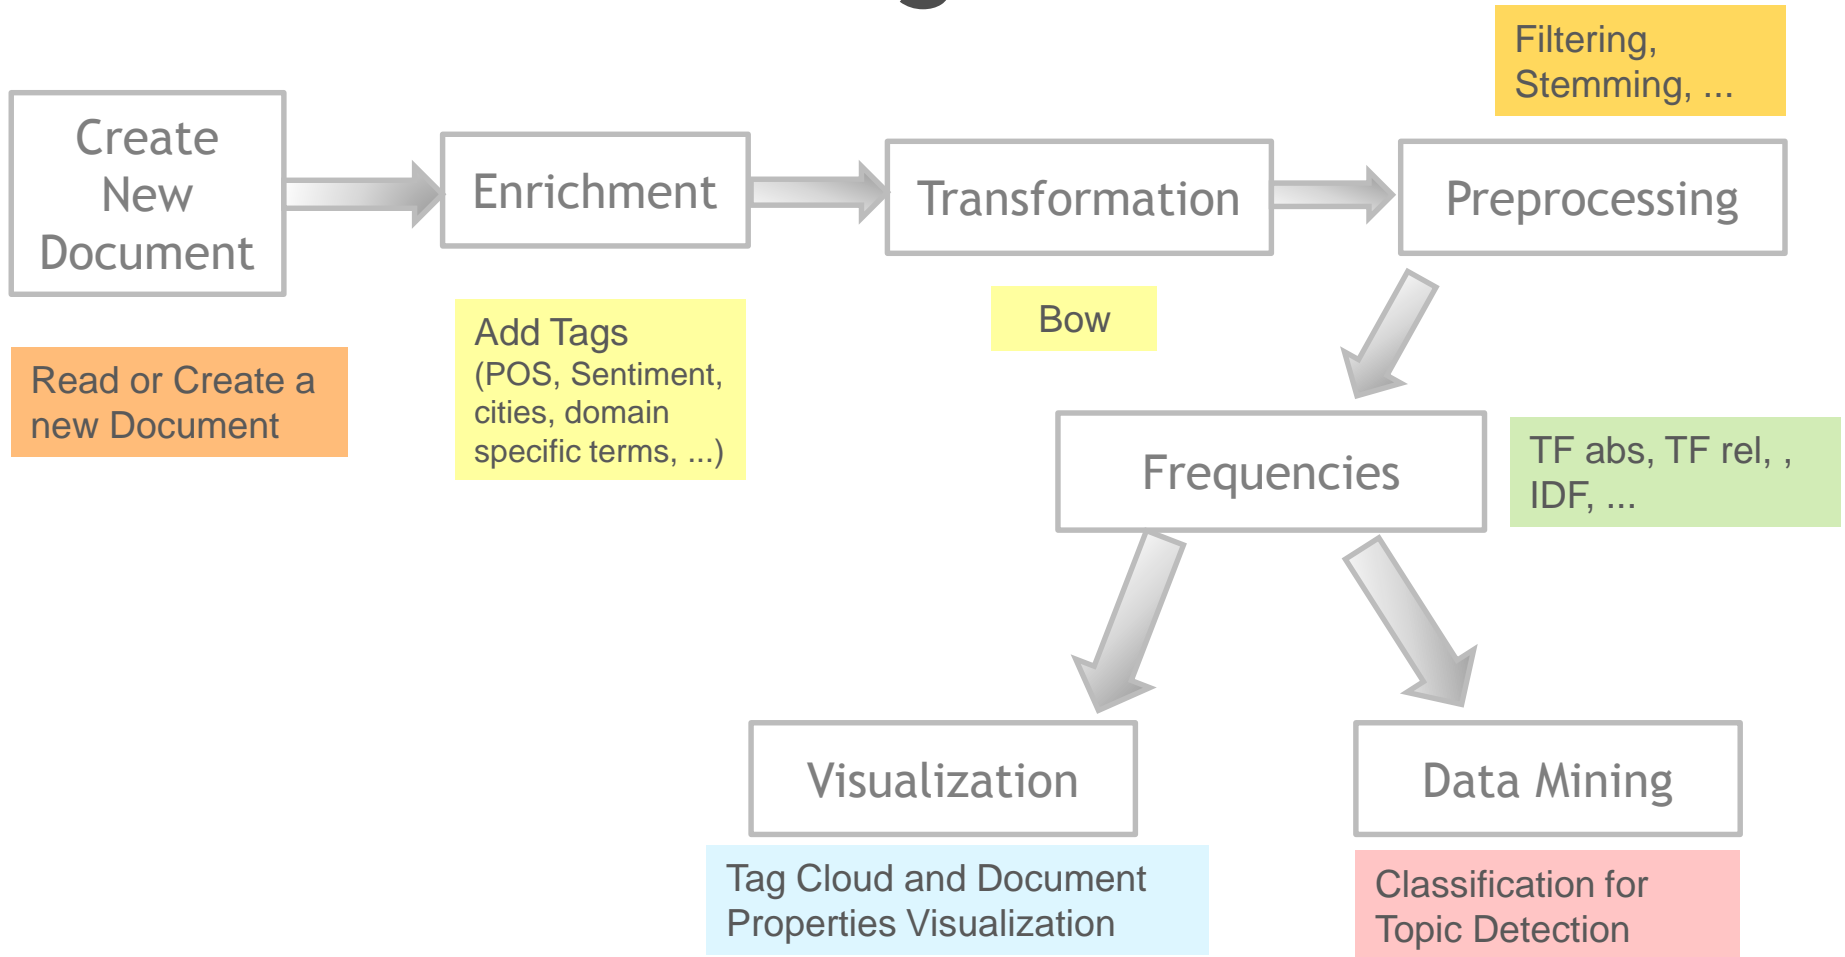 Filtering,
Stemming, ...
Create
New
Document
Enrichment
Transformation
Preprocessing
Read or Create a
new Document
Add Tags
(POS, Sentiment,
cities, domain
specific terms, ...)
Bow
Frequencies
TF abs, TF rel, ,
IDF, ...
Visualization
Data Mining
Tag Cloud and Document
Properties Visualization
Classification for
Topic Detection